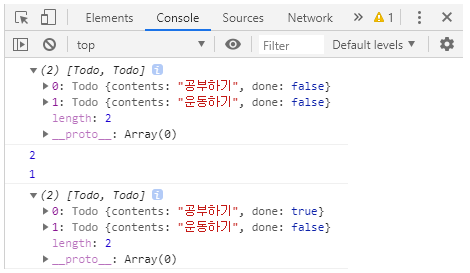 Elements Console Sources Network » 1
top Filter Default levels ▼
▼(2) [Todo, Todo] i
▶0: Todo {contents: "공부하기", done: false}
▶1: Todo {contents: "운동하기", done: false}
length: 2
▶__proto__: Array(0)
2
1
▼(2) [Todo, Todo] i
▶0: Todo {contents: "공부하기", done: true}
▶1: Todo {contents: "운동하기", done: false}
length: 2
▶__proto__: Array(0)